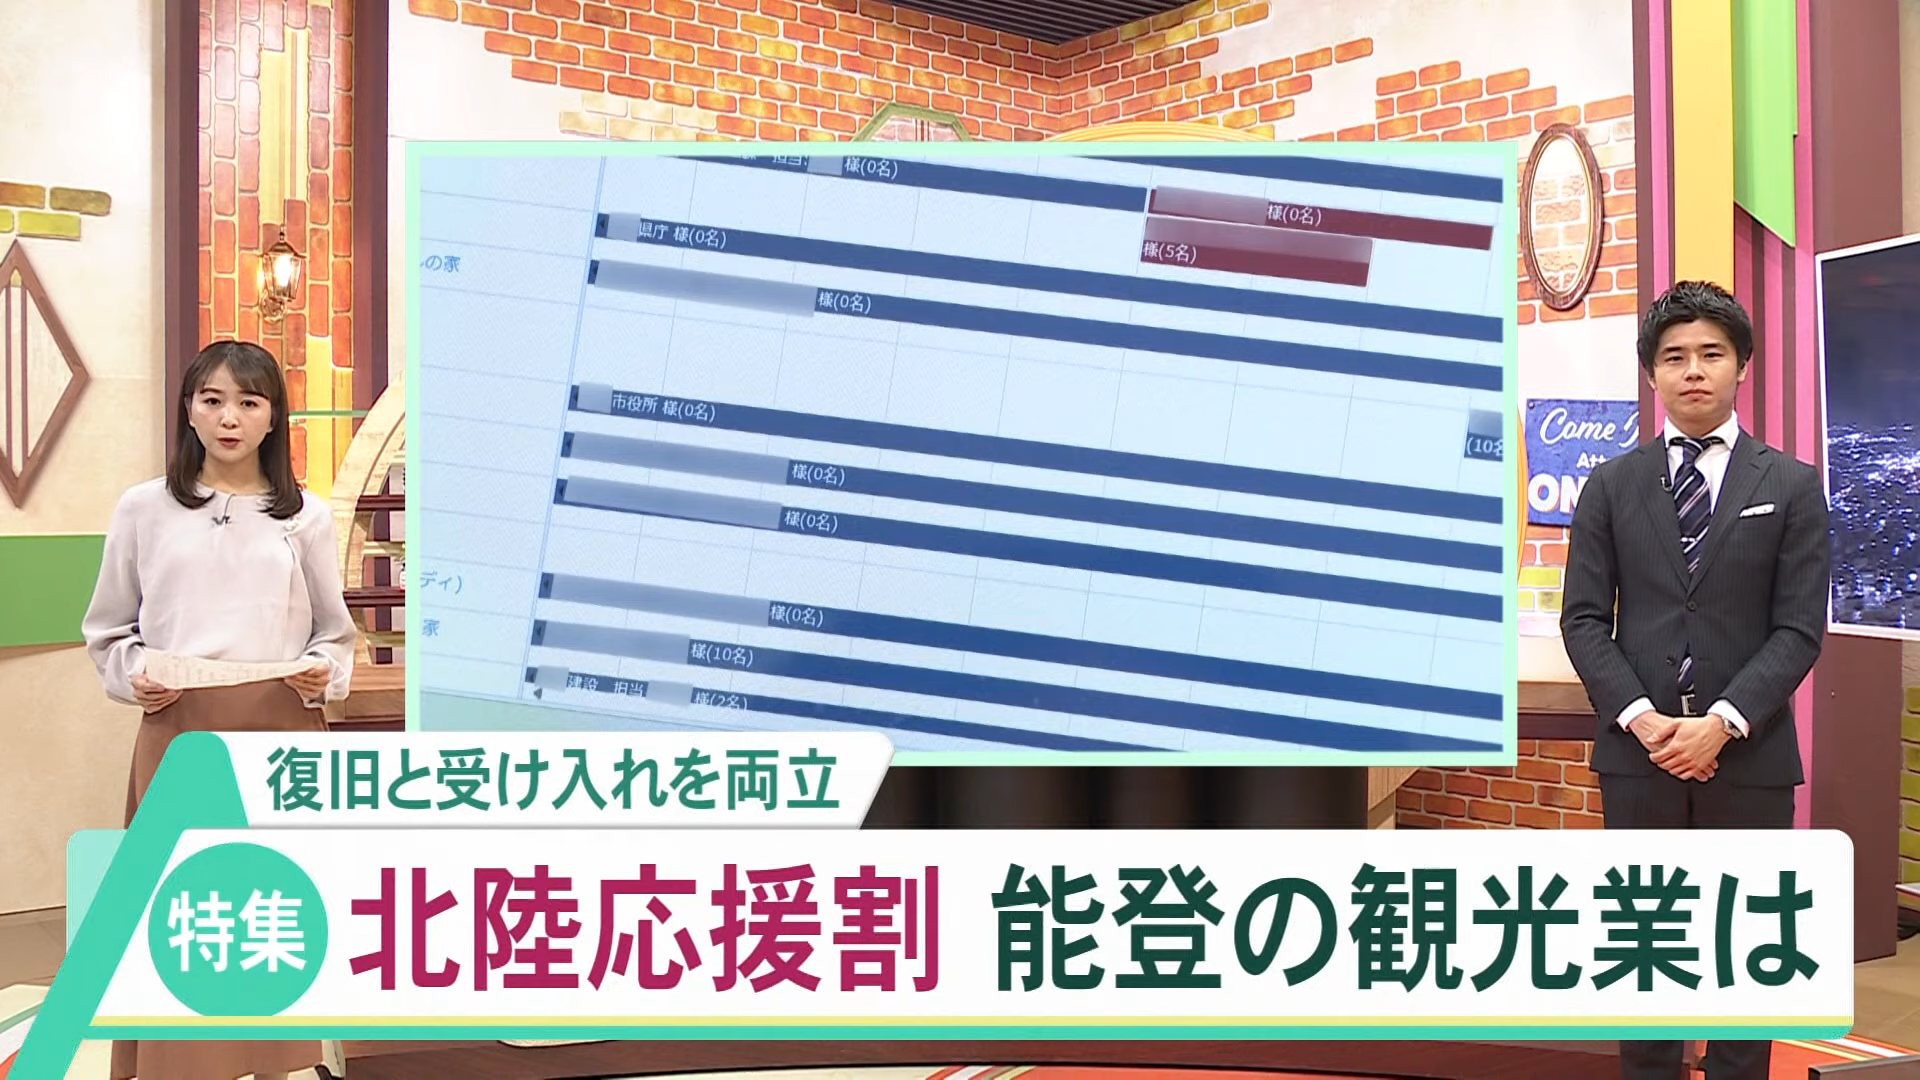 担当: 様(0名)
様(0名)
県庁 様(0名)
様(5名)
の家
様(0名)
市役所 様(0名)
(10名
様(0名)
様(0名)
ディ)
様(0名)
家
様(10名)
建設 担当 様(2名)
Come
ON
復旧と受け入れを両立
特集
北陸応援割 能登の観光業は